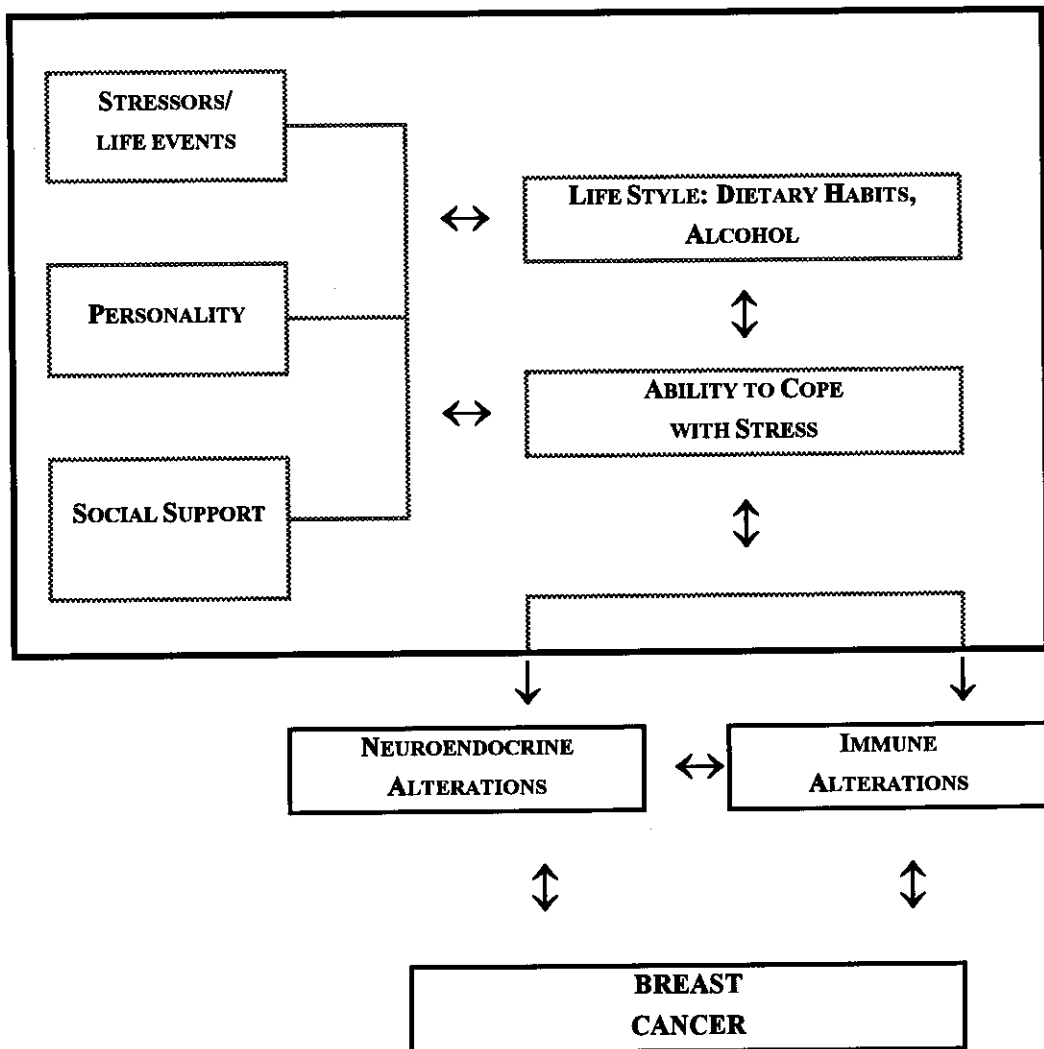 STRESSORS/
LIFE EVENTS
LIFE STYLE: DIETARY HABITS,
ALCOHOL
PERSONALITY
ABILITY TO COPE
WITH STRESS
SOCIAL SUPPORT
NEUROENDOCRINE
ALTERATIONS
IMMUNE
ALTERATIONS
BREAST
CANCER